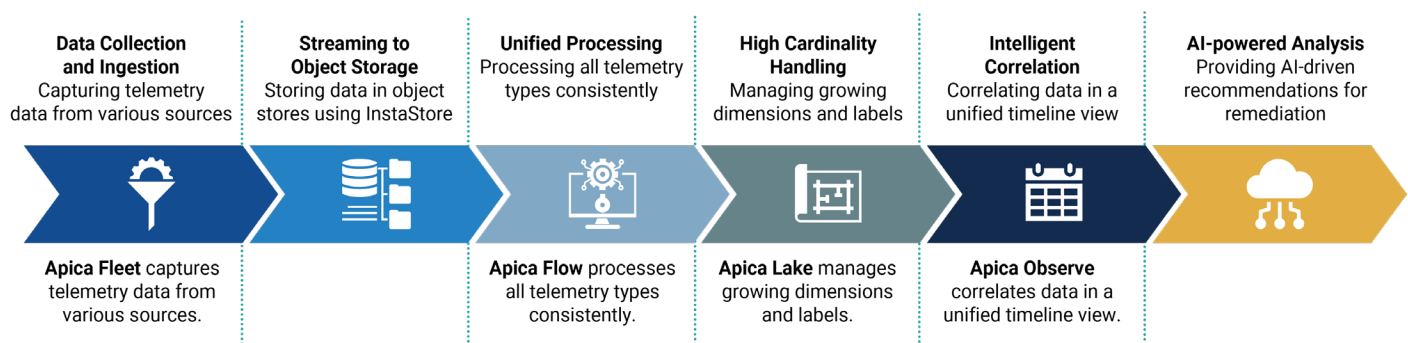 Data Collection
and Ingestion
Capturing telemetry
data from various sources
Streaming to
Object Storage
Storing data in object
stores using InstaStore
Unified Processing
Processing all telemetry
types consistently
High Cardinality
Handling
Managing growing
dimensions and labels
Intelligent
Correlation
Correlating data in a
unified timeline view
AI-powered Analysis
Providing AI-driven
recommendations for
remediation
Apica Fleet captures
telemetry data from
various sources.
Apica Flow processes
all telemetry types
consistently.
Apica Lake manages
growing dimensions
and labels.
Apica Observe
correlates data in a
unified timeline view.